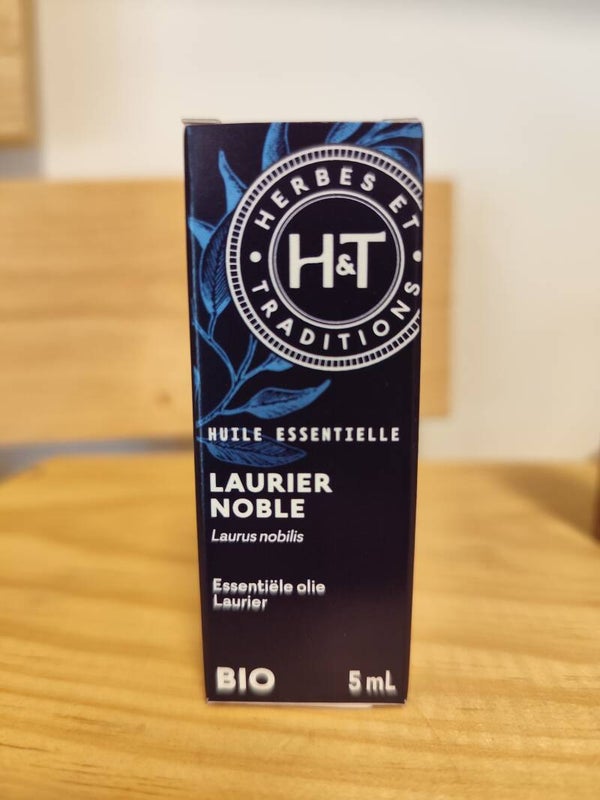 HERBES ET
TRADITIONS
H&T
HUILE ESSENTIELLE
LAURIER
NOBLE
Laurus nobilis
Essentiële olie
Laurier
BIO
5 mL